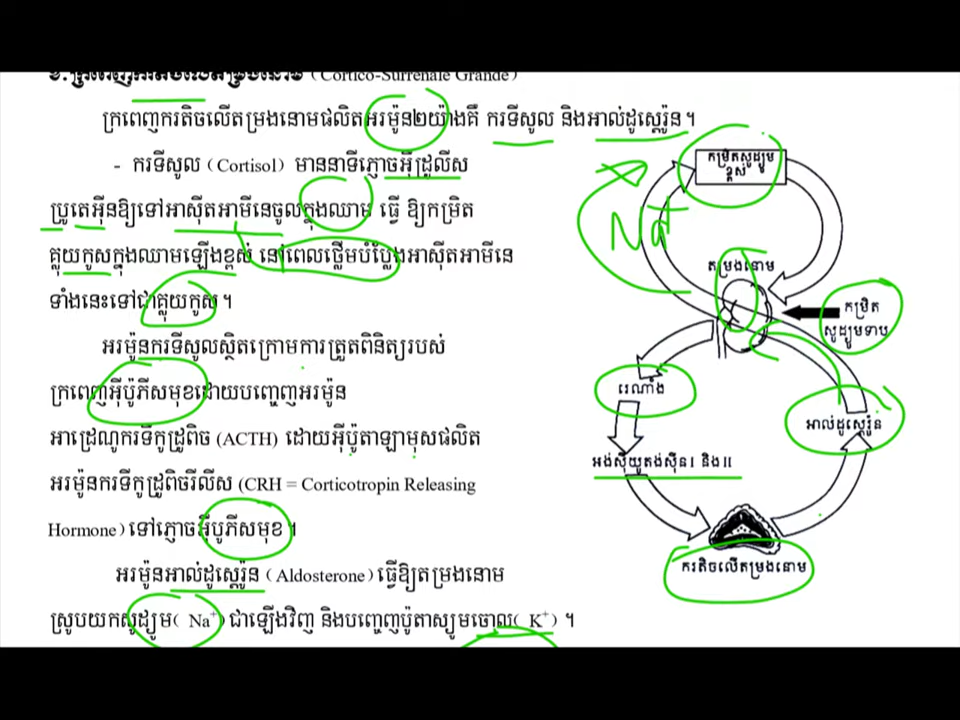 (Cortico-Surrenale Grande)
ក្រពេញករតិចលើតម្រងនោមផលិតអរម៉ូន២យ៉ាងគឺ ករទីសូល និងអាល់ដូស្តេរ៉ូន។
- ករទីសូល (Cortisol) មាននាទីភ្ញោចអ៊ីដ្រូលីស
ប្រូតេអ៊ីនឱ្យទៅអាស៊ីតអាមីនេចូលក្នុងឈាម ធ្វើ ឱ្យកម្រិត
គ្លុយកូសក្នុងឈាមឡើងខ្ពស់ នៅពេលថ្លើមបំប្លែងអាស៊ីតអាមីនេ
ទាំងនេះទៅជាគ្លុយកូស។
អរម៉ូនករទីសូលស្ថិតក្រោមការត្រួតពិនិត្យរបស់
ក្រពេញអ៊ីប៉ូភីសមុខដោយបញ្ចេញអរម៉ូន
អាដ្រេណូករទីកូដ្រូពិច (ACTH) ដោយអ៊ីប៉ូតាឡាមុសផលិត
អរម៉ូនករទីកូដ្រូពិចរីលីស (CRH = Corticotropin Releasing
Hormone) ទៅភ្ញោចអ៊ីបូភីសមុខ។
អរម៉ូនអាល់ដូស្តេរ៉ូន (Aldosterone) ធ្វើឱ្យតម្រងនោម
ស្រូបយកសូដ្យូម( Na⁺) ជាឡើងវិញ និងបញ្ចេញប៉ូតាស្យូមចោល( K⁺) ។
កម្រិតសូដ្យូម
ខ្ពស់
Na⁺
តម្រងនោម
កម្រិត
សូដ្យូមទាប
រេណាំង
អាល់ដូស្តេរ៉ូន
អង់ស៊ីយូតង់ស៊ីនI និងII
ករតិចលើតម្រងនោម